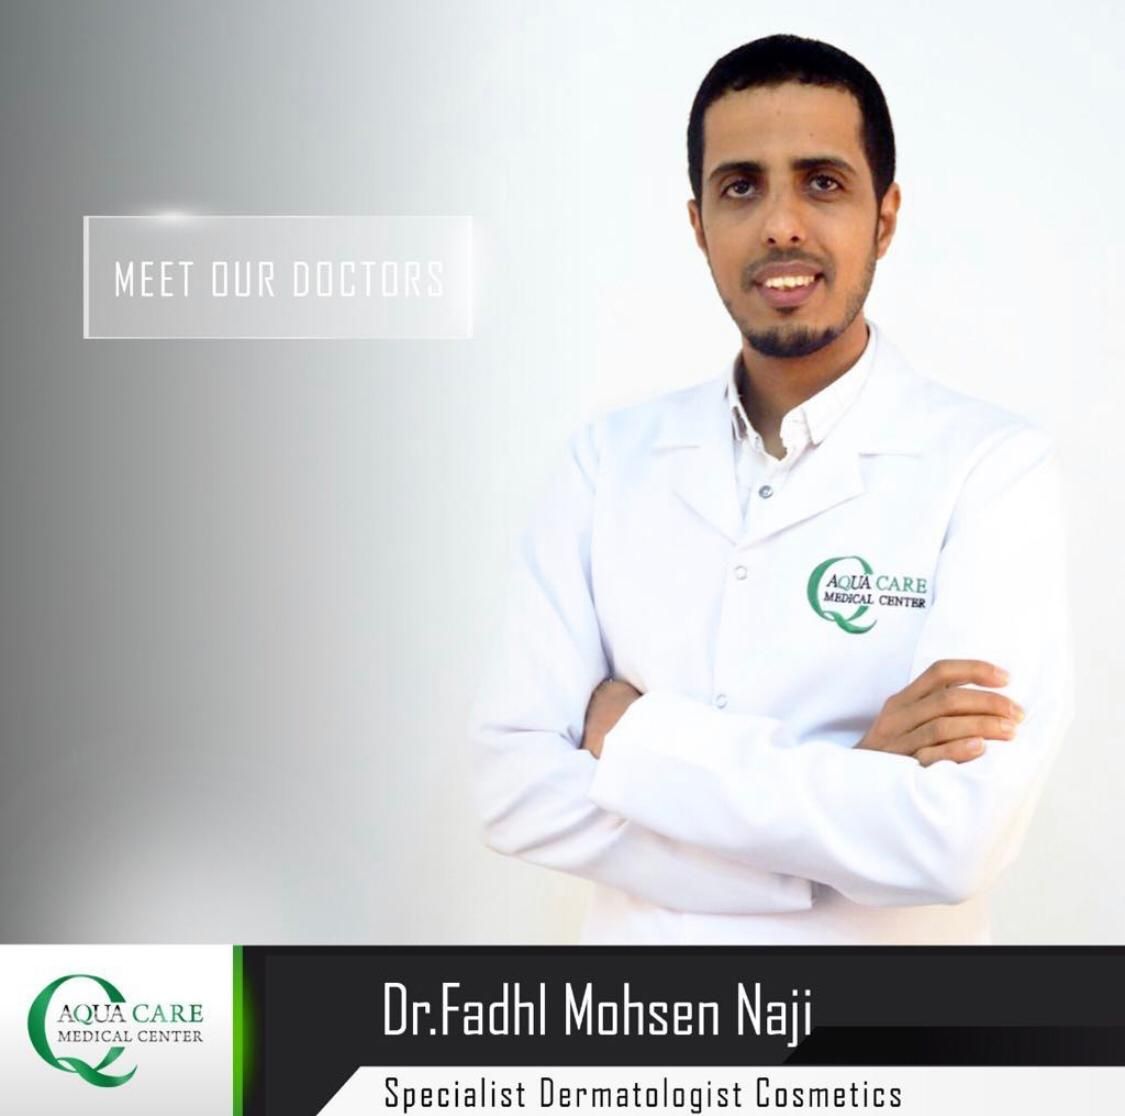 MEET OUR DOCTORS
AQUA CARE
MEDICAL CENTER
AQUA CARE
MEDICAL CENTER
Dr.Fadhl Mohsen Naji
Specialist Dermatologist Cosmetics